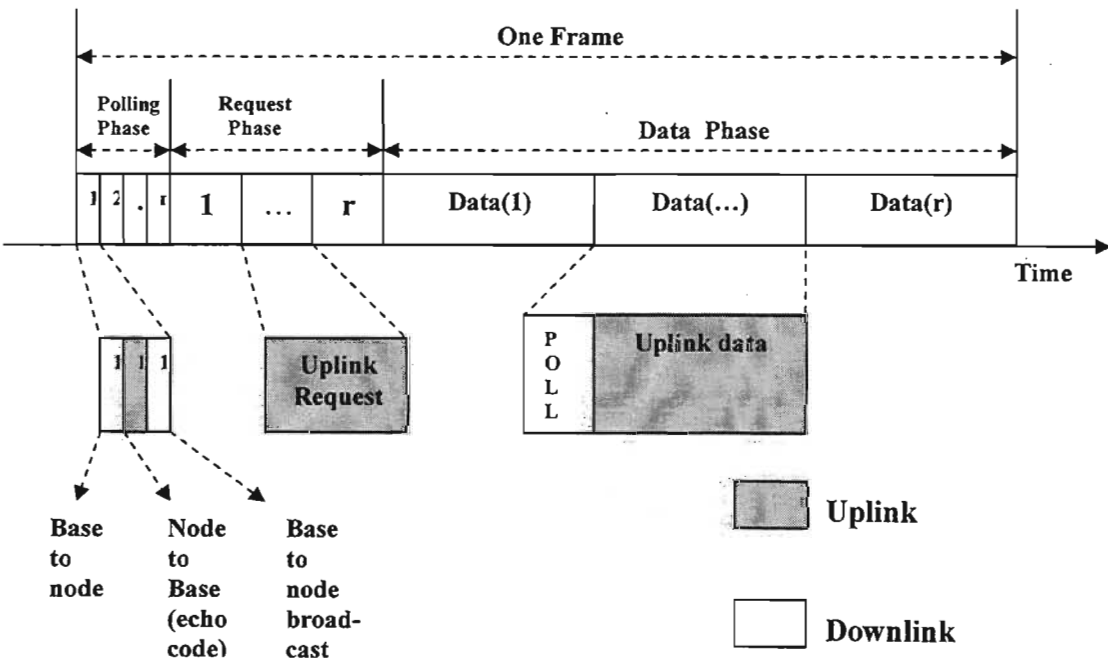 One Frame
Polling
Phase
Request
Phase
Data Phase
1 2 . r 1 ... r Data(1) Data(...) Data(r)
Time
1 1 1
Uplink
Request
P
O
L
L
Uplink data
Base
to
node
Node
to
Base
(echo
code)
Base
to
node
broad-
cast
Uplink
Downlink